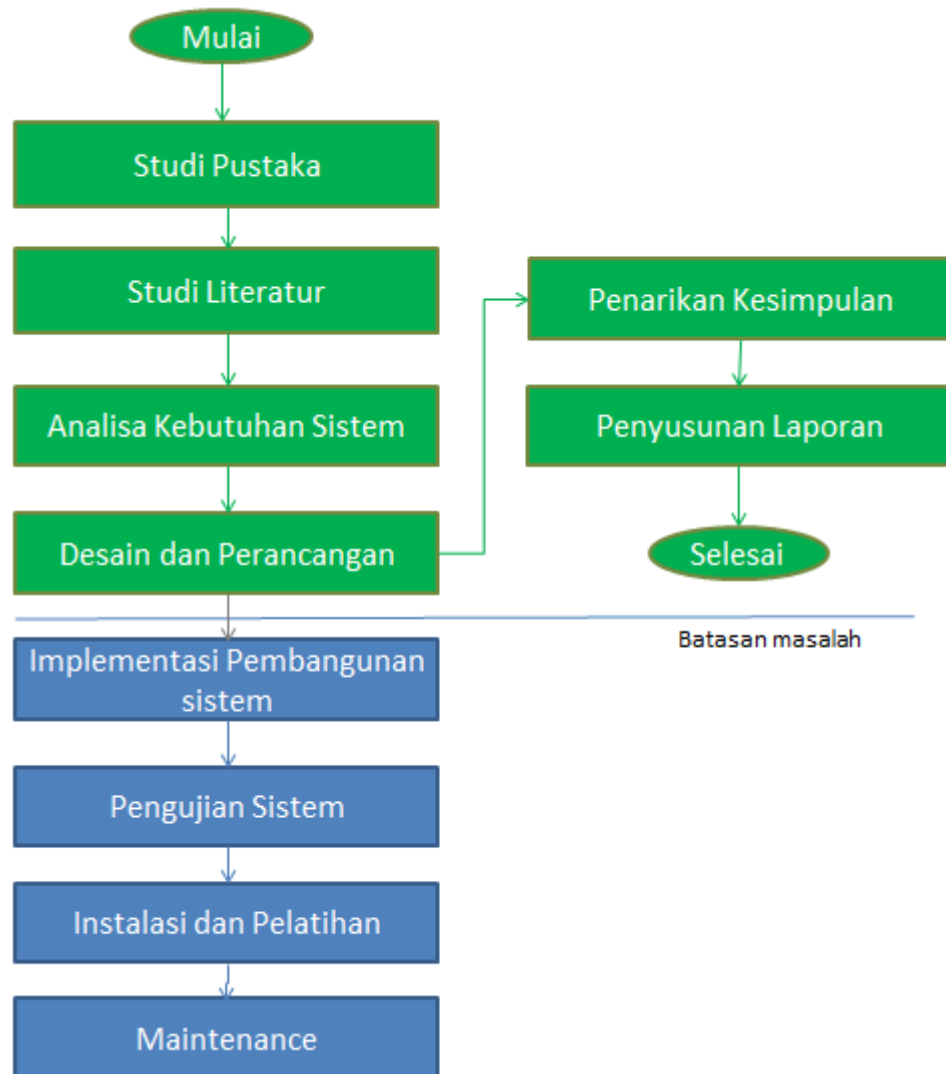 Mulai
Studi Pustaka
Studi Literatur
Analisa Kebutuhan Sistem
Desain dan Perancangan
Penarikan Kesimpulan
Penyusunan Laporan
Selesai
Batasan masalah
Implementasi Pembangunan
sistem
Pengujian Sistem
Instalasi dan Pelatihan
Maintenance